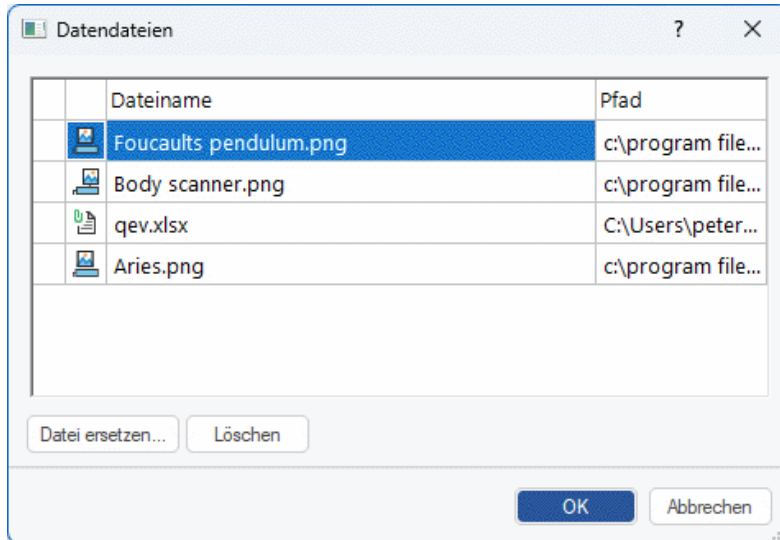 Datendateien ?
Dateiname Pfad
Foucaults pendulum.png c:\program file...
Body scanner.png c:\program file...
qev.xlsx C:\Users\peter...
Aries.png c:\program file...
Datei ersetzen... Löschen
OK Abbrechen